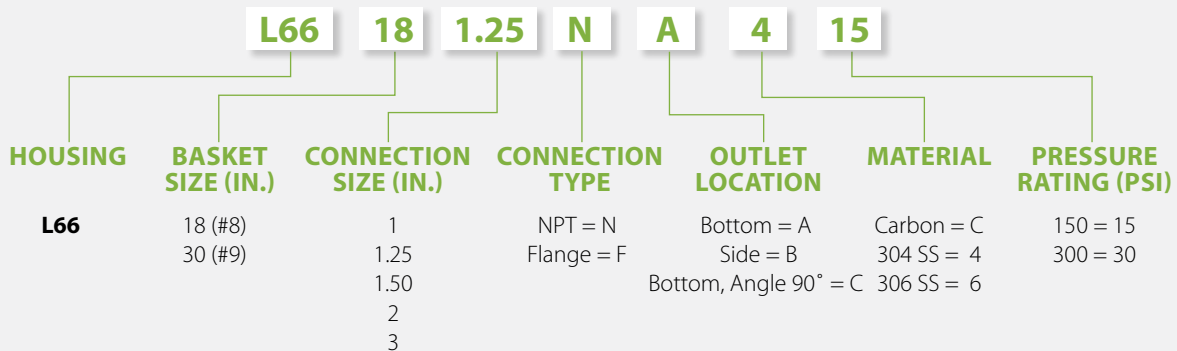 L66 18 1.25 N A 4 15
HOUSING
L66
BASKET
SIZE (IN.)
18 (#8)
30 (#9)
CONNECTION
SIZE (IN.)
1
1.25
1.50
2
3
CONNECTION
TYPE
NPT = N
Flange = F
OUTLET
LOCATION
Bottom = A
Side = B
Bottom, Angle 90˚ = C
MATERIAL
Carbon = C
304 SS = 4
306 SS = 6
PRESSURE
RATING (PSI)
150 = 15
300 = 30